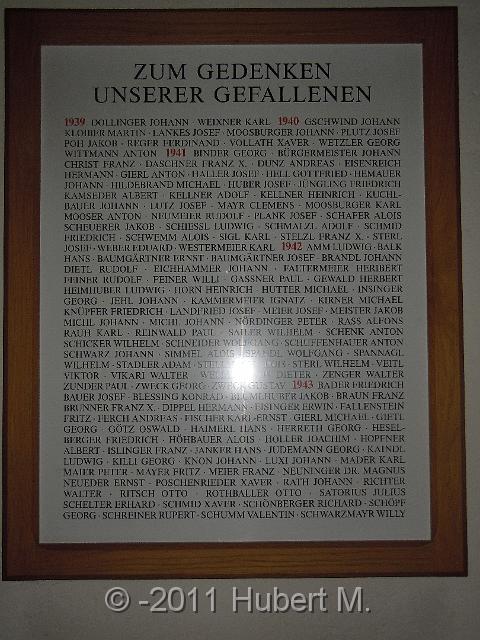 ZUM GEDENKEN
UNSERER GEFALLENEN
1939 DOLLINGER JOHANN · WEIXNER KARL 1940 GSCHWIND JOHANN
KLOIBER MARTIN · LANKES JOSEF · MOOSBURGER JOHANN · PLUTZ JOSEF
POH JAKOB · REGER FERDINAND · VOLLATH XAVER · WETZLER GEORG
WITTMANN ANTON 1941 BINDER GEORG · BÜRGERMEISTER JOHANN
CHRIST FRANZ · DASCHNER FRANZ X. · DUNZ ANDREAS · EISENREICH
HERMANN · GIERL ANTON · HALLER JOSEF · HELL GOTTFRIED · HEMAUER
JOHANN · HILDEBRAND MICHAEL · HUBER JOSEF · JÜNGLING FRIEDRICH
KAMSEDER ALBERT · KELLNER ADOLF · KELLNER HEINRICH · KUCHL-
BAUER JOHANN · LUTZ JOSEF · MAYR CLEMENS · MOOSBURGER KARL
MOOSER ANTON · NEUMEIER RUDOLF · PLANK JOSEF · SCHAFER ALOIS
SCHEUERER JAKOB · SCHIESSL LUDWIG · SCHMALZL ADOLF · SCHMID
FRIEDRICH · SCHWEMM ALOIS · SIGL KARL · STELZL FRANZ X. · STERL
JOSEF · WEBER EDUARD · WESTERMEIER KARL 1942 AMM LUDWIG · BALK
HANS · BAUMGÄRTNER ERNST · BAUMGÄRTNER JOSEF · BRANDL JOHANN
DIETL RUDOLF · EICHHAMMER JOHANN · FALTERMEIER HERIBERT
FEINER RUDOLF · FEINER WILLI · GASSNER PAUL · GEWALD HERBERT
HEIMHUBER LUDWIG · HORN HEINRICH · HUTTER MICHAEL · INSINGER
GEORG · JEHL JOHANN · KAMMERMEIER IGNATZ · KIRNER MICHAEL
KNÜPFER FRIEDRICH · LANDFRIED JOSEF · MEIER JOSEF · MEISTER JAKOB
MICHL JOHANN · MICHL JOHANN · NÖRDINGER PETER · RASS ALFONS
RAUH KARL · REINWALD PAUL · SAILER WILHELM · SCHENK ANTON
SCHICKER WILHELM · SCHNEIDER WOLFGANG · SCHUFFENHAUER ANTON
SCHWARZ JOHANN · SIMMEL ALOIS · SPANDL WOLFGANG · SPANNAGL
WILHELM · STADLER ADAM · ALOIS · STERL WILHELM · VEITL
VIKTOR · VIKARI WALTER · DIETER · ZENGER WALTER
ZUNDER PAUL · ZWECK GEORG · GUSTAV 1943 BADER FRIEDRICH
BAUER JOSEF · BLESSING KONRAD · BLÜMLHUBER JAKOB · BRAUN FRANZ
BRUNNER FRANZ X. · DIPPEL HERMANN · EISINGER ERWIN · FALLENSTEIN
FRITZ · FERCH ANDREAS · FISCHER KARL-ERNST · GIERL MICHAEL · GIETL
GEORG · GÖTZ OSWALD · HAIMERL HANS · HERRETH GEORG · HESEL-
BERGER FRIEDRICH · HÖHBAUER ALOIS · HOLLER JOACHIM · HOPFNER
ALBERT · ISLINGER FRANZ · JANKER HANS · JUDEMANN GEORG · KAINDL
LUDWIG · KILLI GEORG · KNON JOHANN · LUXI JOHANN · MADER KARL
MAIER PETER · MAYER FRITZ · MEIER FRANZ · NEUNINGER DR. MAGNUS
NEUEDER ERNST · POSCHENRIEDER XAVER · RATH JOHANN · RICHTER
WALTER · RITSCH OTTO · ROTHBALLER OTTO · SATORIUS JULIUS
SCHELTER ERHARD · SCHMID XAVER · SCHÖNBERGER RICHARD · SCHÖPF
GEORG · SCHREINER RUPERT · SCHUMM VALENTIN · SCHWARZMAYR WILLY
© -2011 Hubert M.